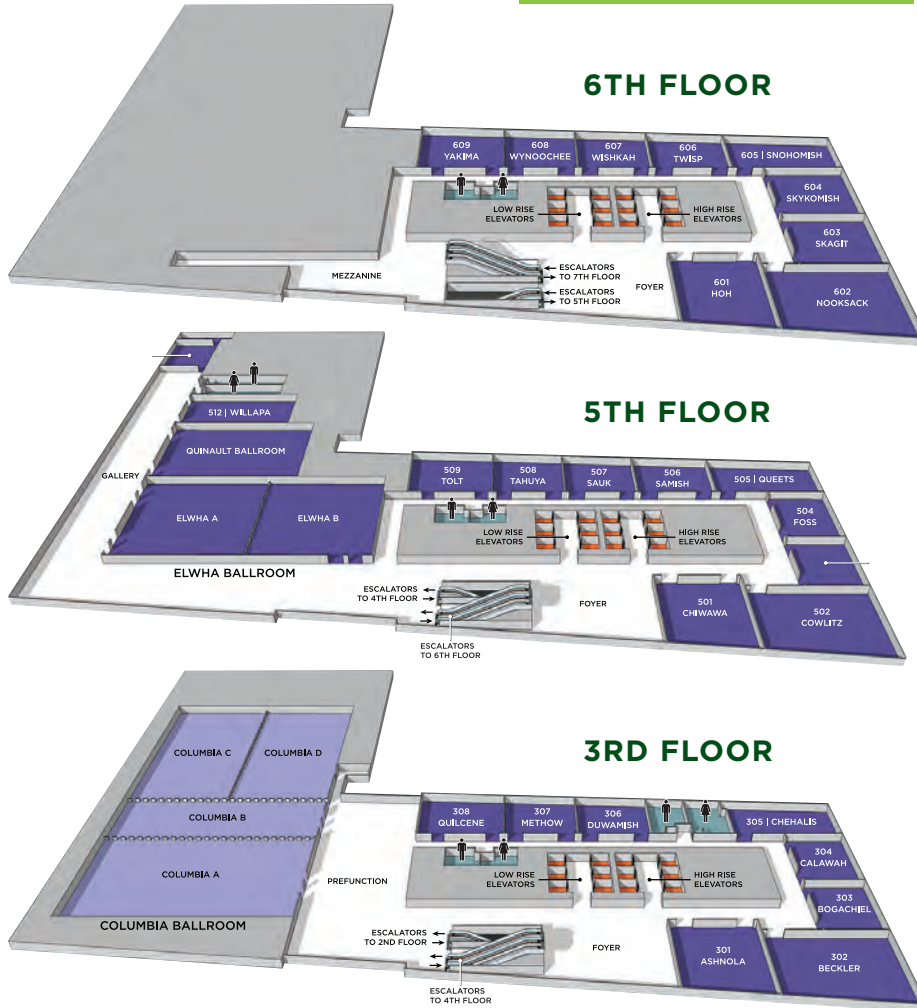 6TH FLOOR
609
YAKIMA
608
WYNOOCHEE
607
WISHKAH
606
TWISP
605 | SNOHOMISH
604
SKYKOMISH
603
SKAGIT
LOW RISE
ELEVATORS
HIGH RISE
ELEVATORS
MEZZANINE
ESCALATORS
TO 7TH FLOOR
ESCALATORS
TO 5TH FLOOR
FOYER
601
HOH
602
NOOKSACK
5TH FLOOR
512 | WILLAPA
QUINAULT BALLROOM
GALLERY
ELWHA A
ELWHA B
ELWHA BALLROOM
509
TOLT
508
TAHUYA
507
SAUK
506
SAMISH
505 | QUEETS
504
FOSS
LOW RISE
ELEVATORS
HIGH RISE
ELEVATORS
ESCALATORS
TO 4TH FLOOR
ESCALATORS
TO 6TH FLOOR
FOYER
501
CHIWAWA
502
COWLITZ
3RD FLOOR
COLUMBIA C
COLUMBIA D
COLUMBIA B
COLUMBIA A
COLUMBIA BALLROOM
PREFUNCTION
308
QUILCENE
307
METHOW
306
DUWAMISH
305 | CHEHALIS
304
CALAWAH
303
BOGACHIEL
LOW RISE
ELEVATORS
HIGH RISE
ELEVATORS
ESCALATORS
TO 2ND FLOOR
ESCALATORS
TO 4TH FLOOR
FOYER
301
ASHNOLA
302
BECKLER